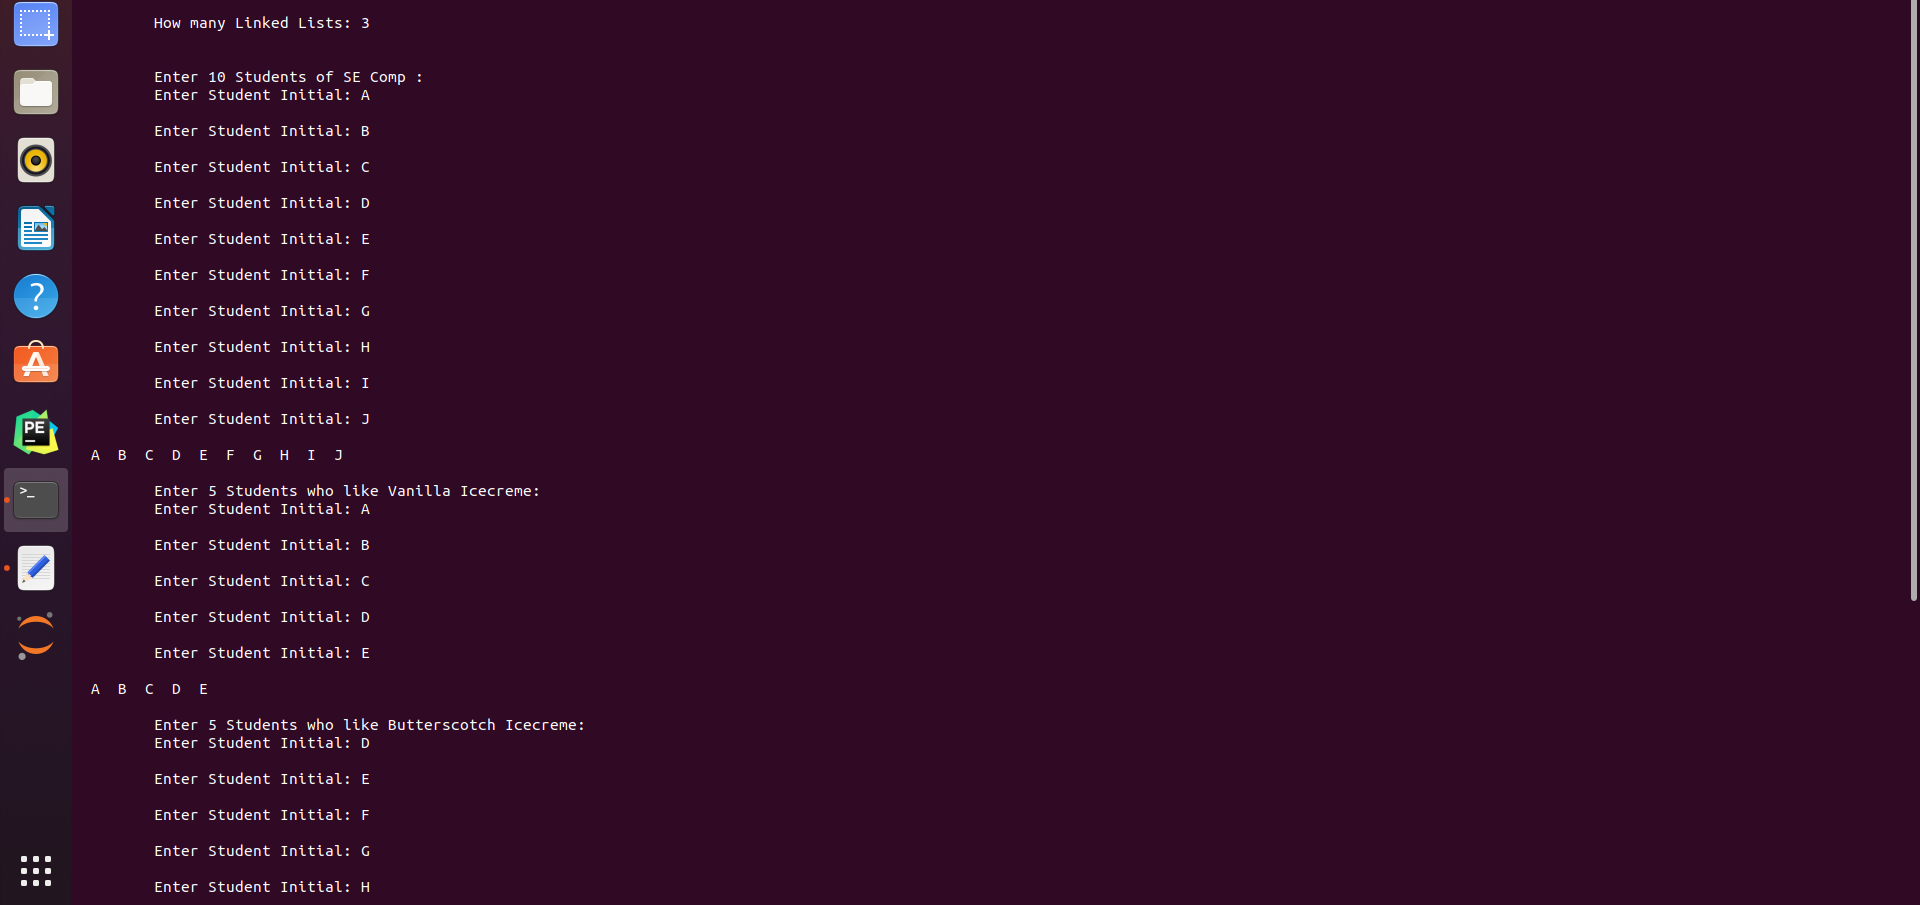 How many Linked Lists: 3
Enter 10 Students of SE Comp :
Enter Student Initial: A
Enter Student Initial: B
Enter Student Initial: C
Enter Student Initial: D
Enter Student Initial: E
Enter Student Initial: F
Enter Student Initial: G
Enter Student Initial: H
Enter Student Initial: I
Enter Student Initial: J
A B C D E F G H I J
Enter 5 Students who like Vanilla Icecreme:
Enter Student Initial: A
Enter Student Initial: B
Enter Student Initial: C
Enter Student Initial: D
Enter Student Initial: E
A B C D E
Enter 5 Students who like Butterscotch Icecreme:
Enter Student Initial: D
Enter Student Initial: E
Enter Student Initial: F
Enter Student Initial: G
Enter Student Initial: H
?
A
PE
>_